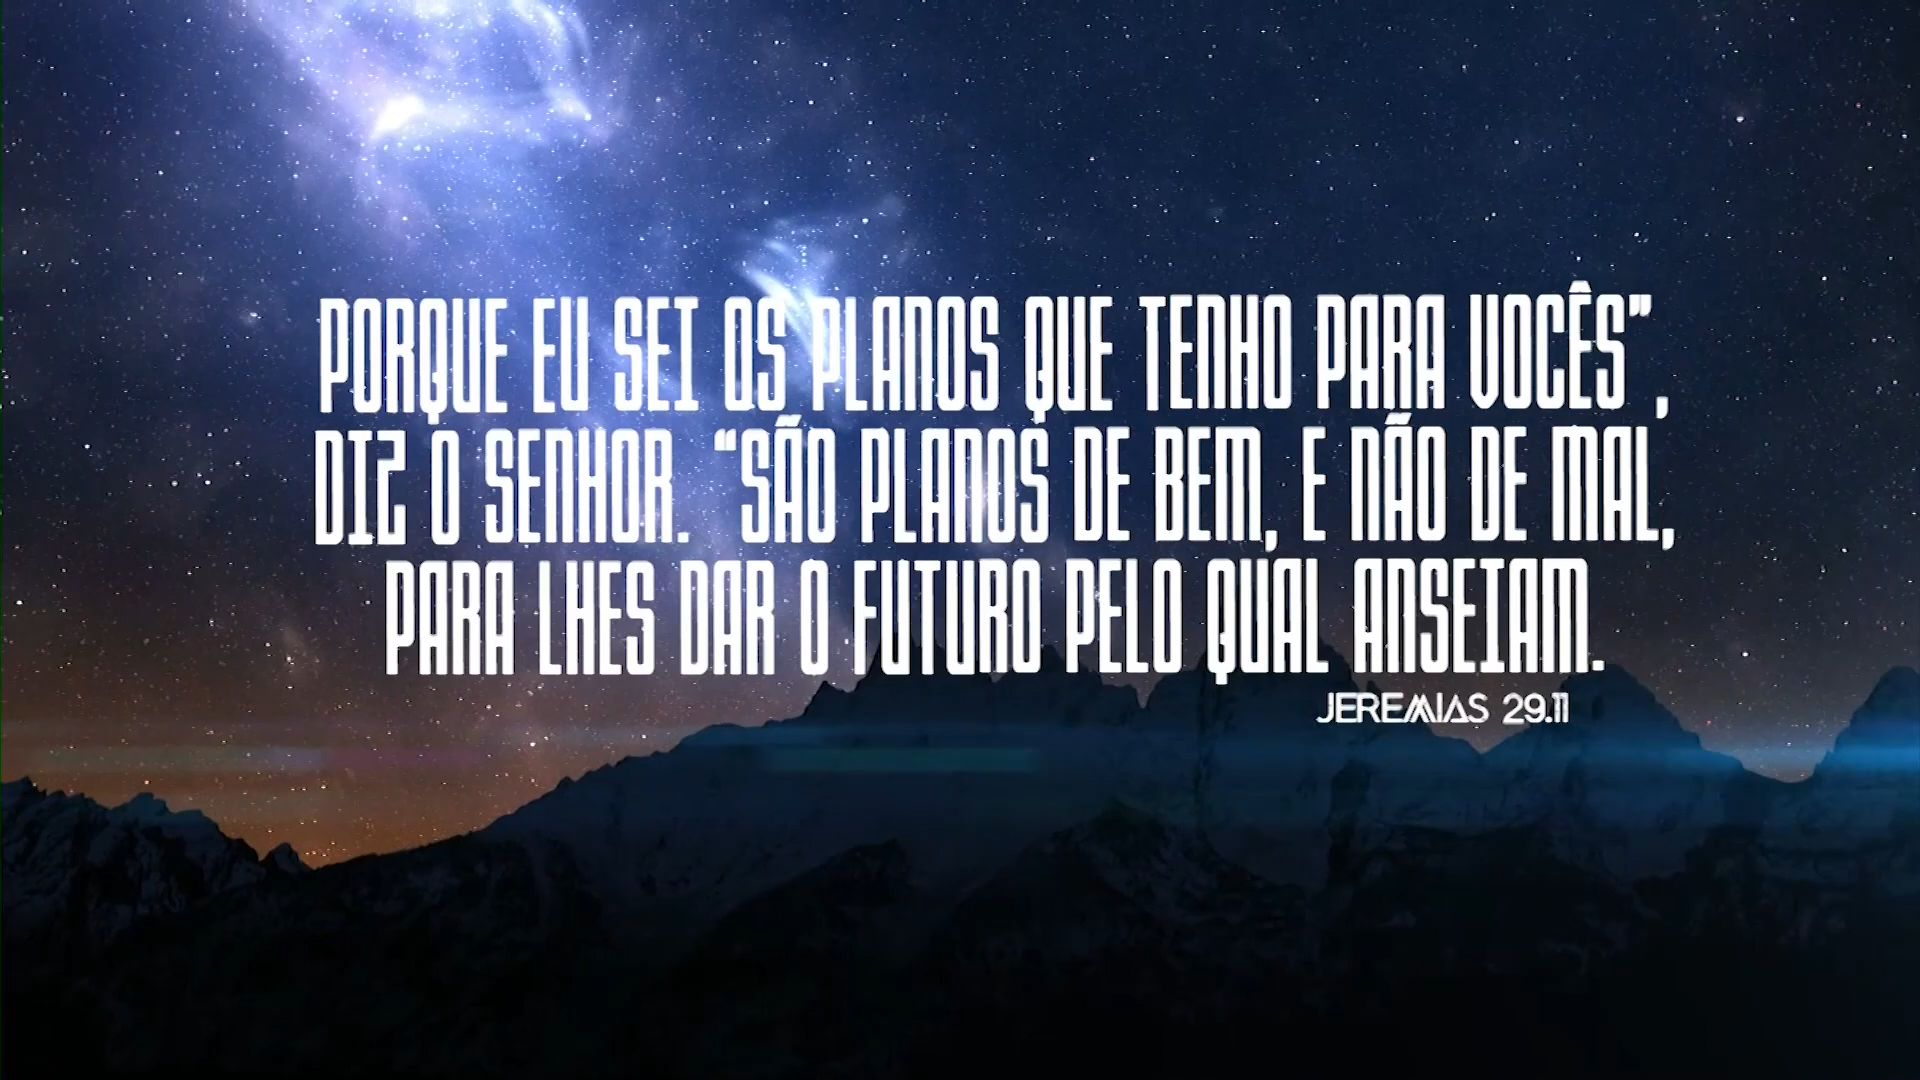 PORQUE EU SEI OS PLANOS QUE TENHO PARA VOCÊS”,
DIZ O SENHOR. “SÃO PLANOS DE BEM, E NÃO DE MAL,
PARA LHES DAR O FUTURO PELO QUAL ANSEIAM.
JEREMIAS 29.11